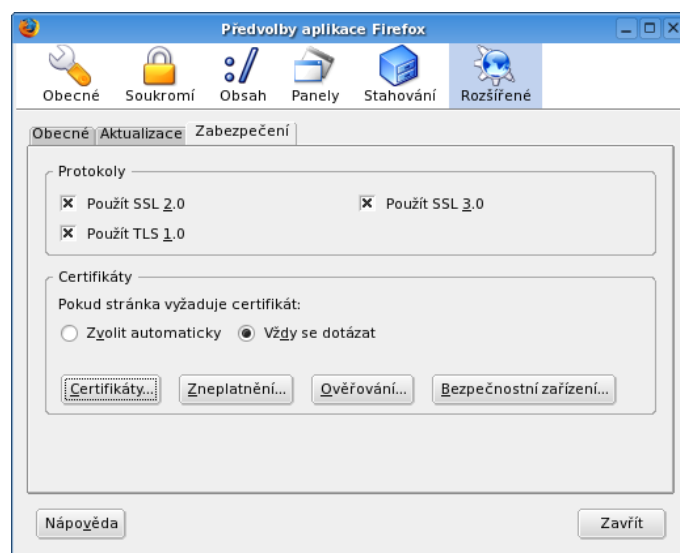 Předvolby aplikace Firefox
Obecné Soukromí Obsah Panely Stahování Rozšířené
Obecné Aktualizace Zabezpečení
Protokoly
Použít SSL 2.0 Použít SSL 3.0
Použít TLS 1.0
Certifikáty
Pokud stránka vyžaduje certifikát:
Zvolit automaticky Vždy se dotázat
Certifikáty... Zneplatnění... Ověřování... Bezpečnostní zařízení...
Nápověda Zavřít